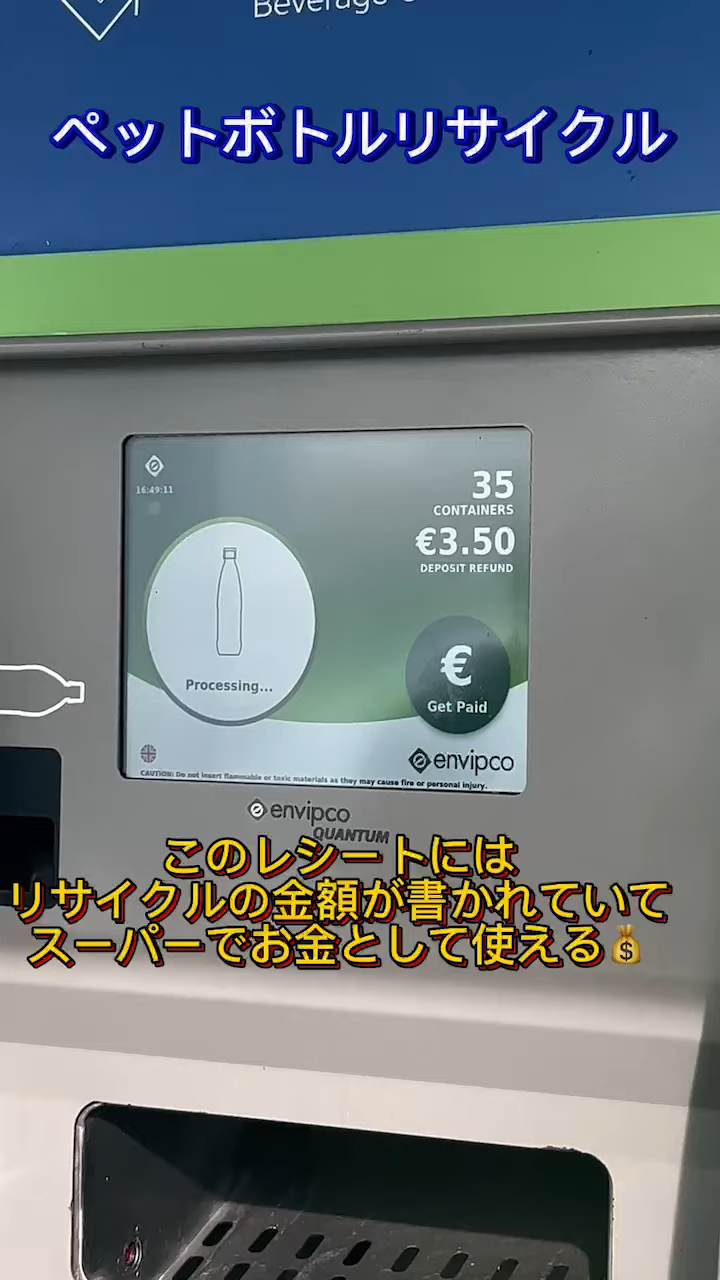 Beverage
ペットボトルリサイクル
16:49:11
35
CONTAINERS
€3.50
DEPOSIT REFUND
Processing...
€
Get Paid
envipco
CAUTION: Do not insert flammable or toxic materials as they may cause fire or personal injury.
envipco
QUANTUM
このレシートには
リサイクルの金額が書かれていて
スーパーでお金として使える💰